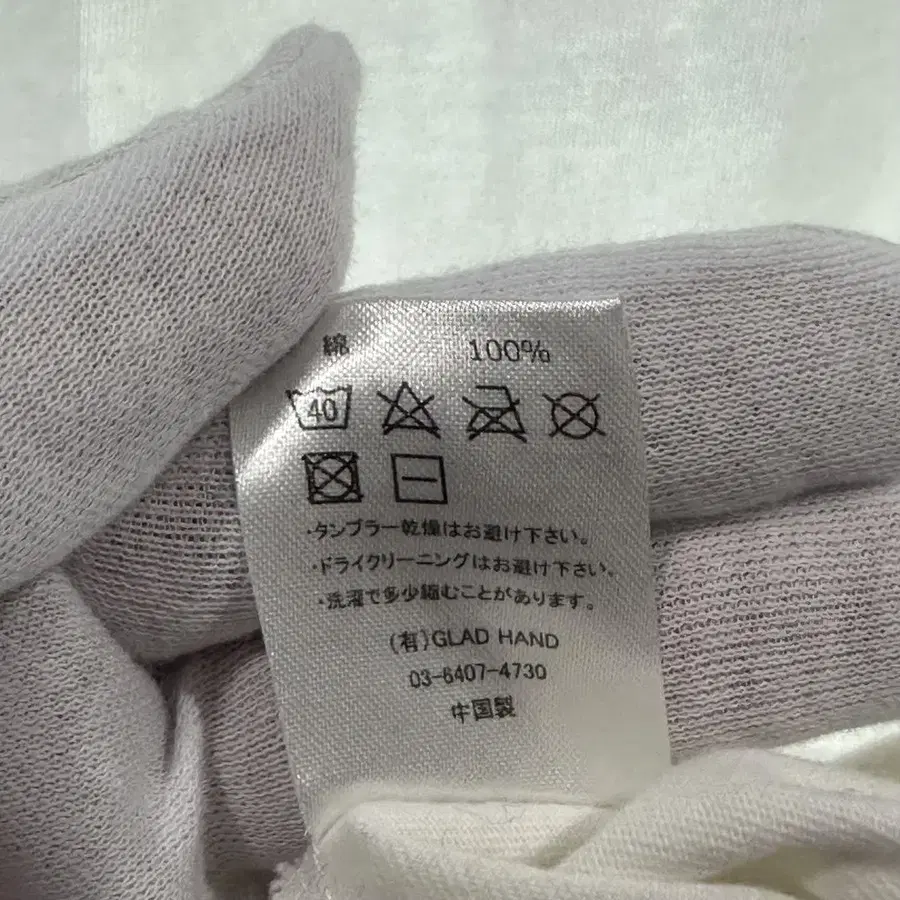 綿 100%
40
・タンブラー乾燥はお避け下さい。
・ドライクリーニングはお避け下さい。
・洗濯で多少縮むことがあります。
(有)GLAD HAND
03-6407-4730
中国製